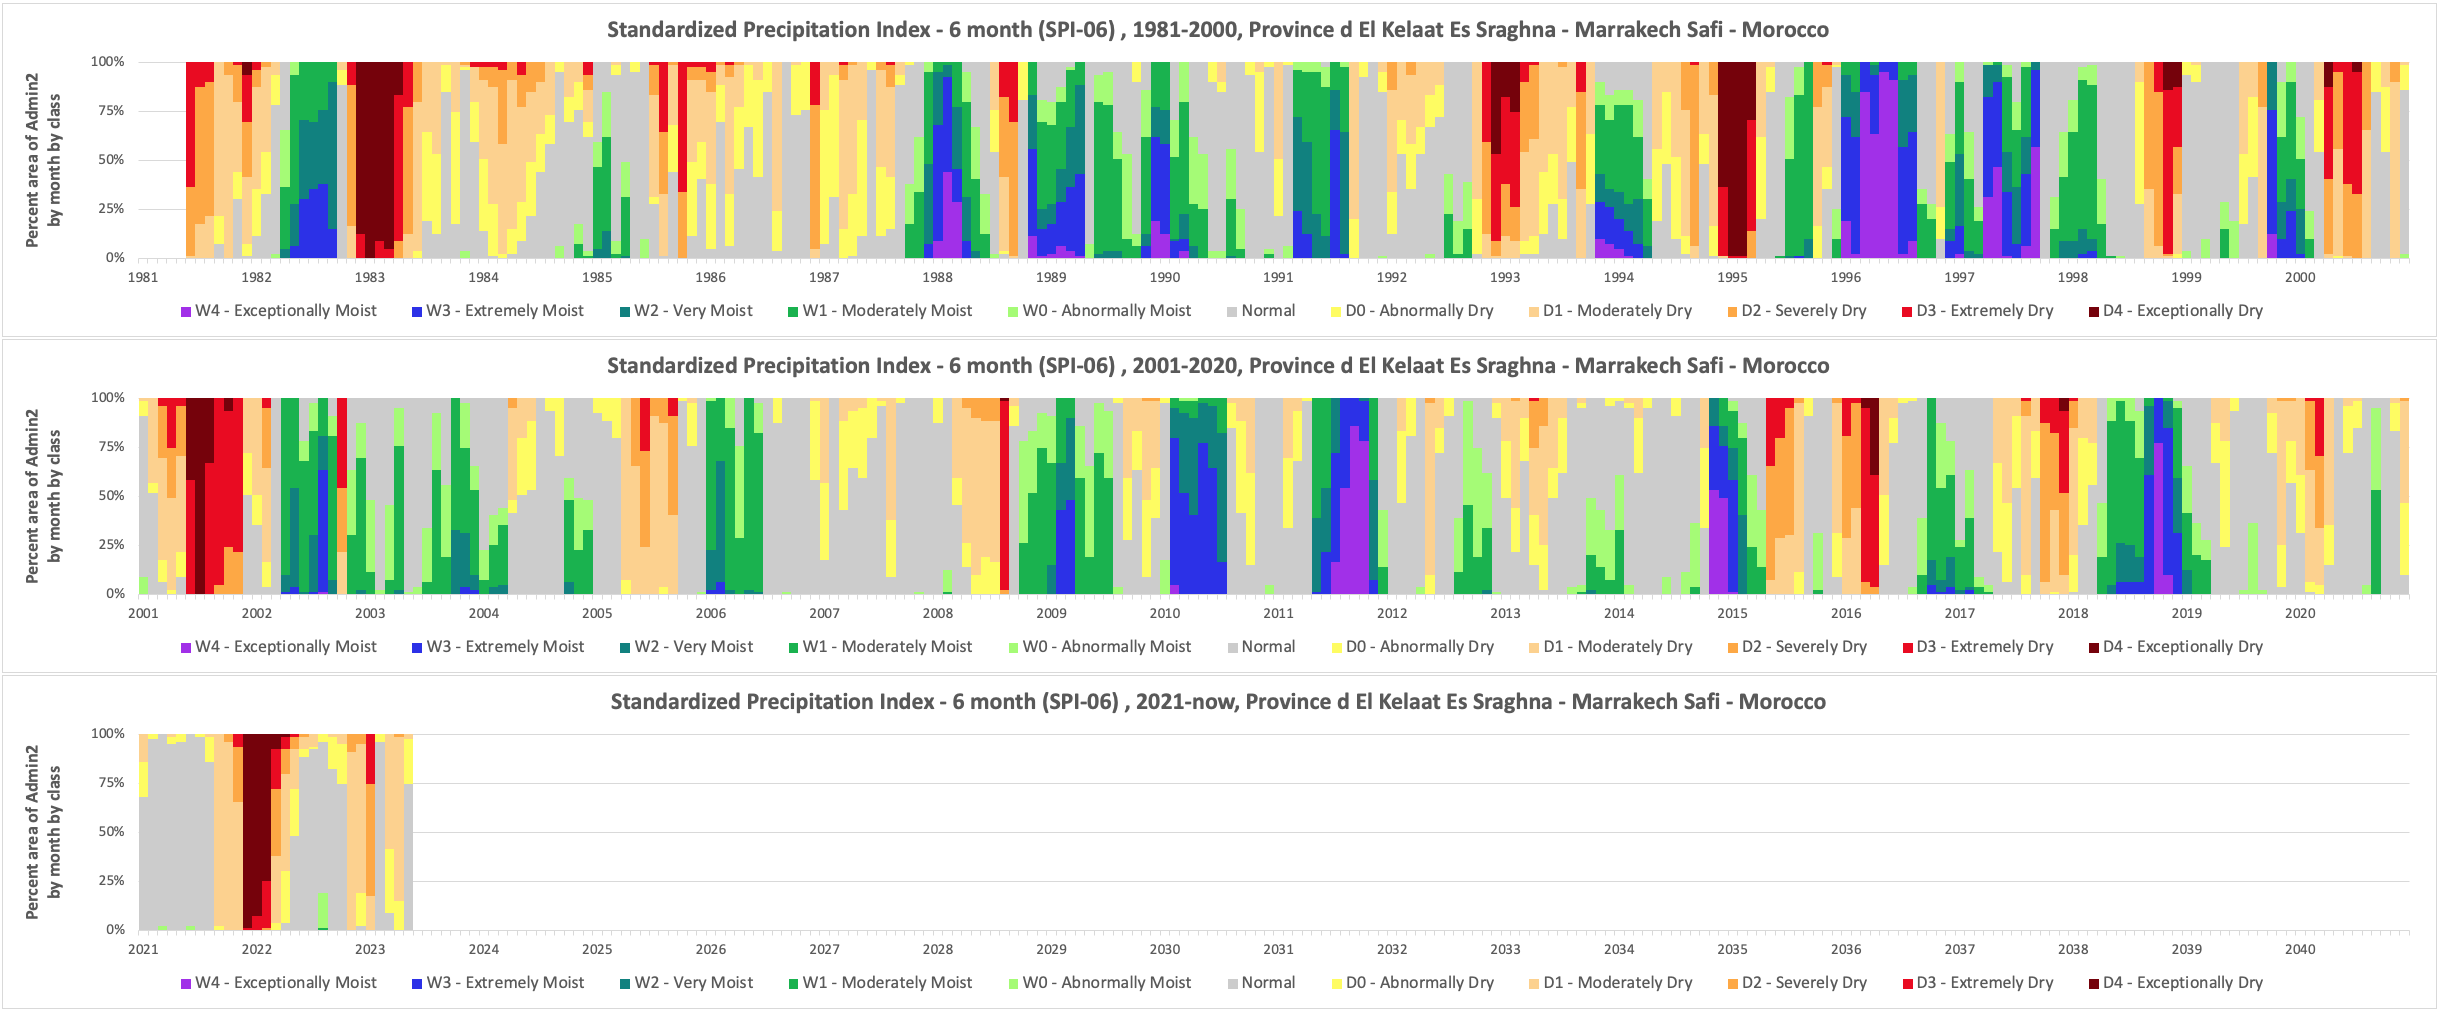 Standardized Precipitation Index - 6 month (SPI-06) , 1981-2000, Province d El Kelaat Es Sraghna - Marrakech Safi - Morocco
Percent area of Admin2
by month by class
100%
75%
50%
25%
0%
1981 1982 1983 1984 1985 1986 1987 1988 1989 1990 1991 1992 1993 1994 1995 1996 1997 1998 1999 2000
W4 - Exceptionally Moist W3 - Extremely Moist W2 - Very Moist W1 - Moderately Moist W0 - Abnormally Moist Normal D0 - Abnormally Dry D1 - Moderately Dry D2 - Severely Dry D3 - Extremely Dry D4 - Exceptionally Dry
Standardized Precipitation Index - 6 month (SPI-06) , 2001-2020, Province d El Kelaat Es Sraghna - Marrakech Safi - Morocco
Percent area of Admin2
by month by class
100%
75%
50%
25%
0%
2001 2002 2003 2004 2005 2006 2007 2008 2009 2010 2011 2012 2013 2014 2015 2016 2017 2018 2019 2020
W4 - Exceptionally Moist W3 - Extremely Moist W2 - Very Moist W1 - Moderately Moist W0 - Abnormally Moist Normal D0 - Abnormally Dry D1 - Moderately Dry D2 - Severely Dry D3 - Extremely Dry D4 - Exceptionally Dry
Standardized Precipitation Index - 6 month (SPI-06) , 2021-now, Province d El Kelaat Es Sraghna - Marrakech Safi - Morocco
Percent area of Admin2
by month by class
100%
75%
50%
25%
0%
2021 2022 2023 2024 2025 2026 2027 2028 2029 2030 2031 2032 2033 2034 2035 2036 2037 2038 2039 2040
W4 - Exceptionally Moist W3 - Extremely Moist W2 - Very Moist W1 - Moderately Moist W0 - Abnormally Moist Normal D0 - Abnormally Dry D1 - Moderately Dry D2 - Severely Dry D3 - Extremely Dry D4 - Exceptionally Dry